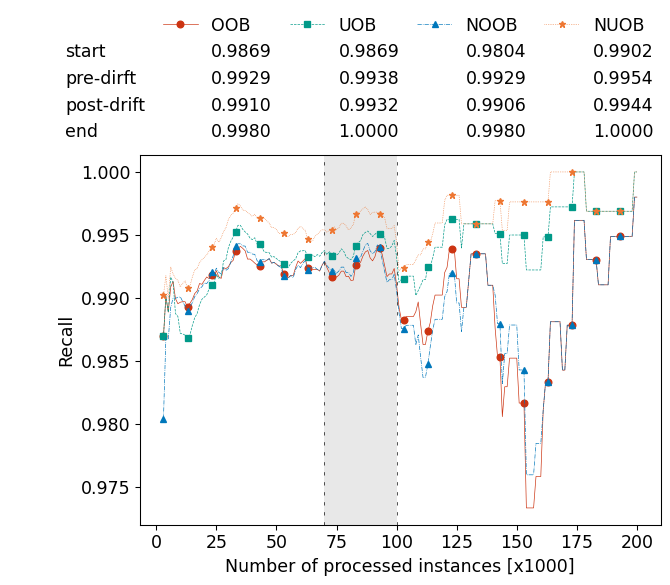 OOB UOB NOOB NUOB
start 0.9869 0.9869 0.9804 0.9902
pre-dirft 0.9929 0.9938 0.9929 0.9954
post-drift 0.9910 0.9932 0.9906 0.9944
end 0.9980 1.0000 0.9980 1.0000
1.000
0.995
0.990
0.985
0.980
0.975
Recall
0 25 50 75 100 125 150 175 200
Number of processed instances [x1000]